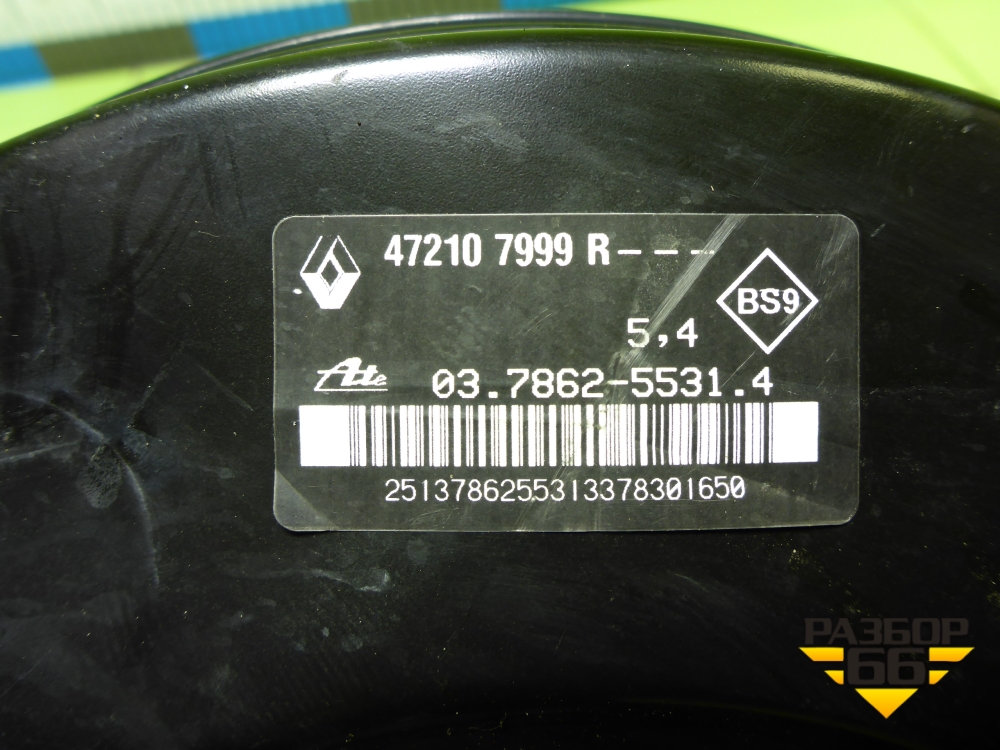 47210 7999 R---
BS9
5,4
Ate 03.7862-5531.4
2513786255313378301650
РАЗБОР
66